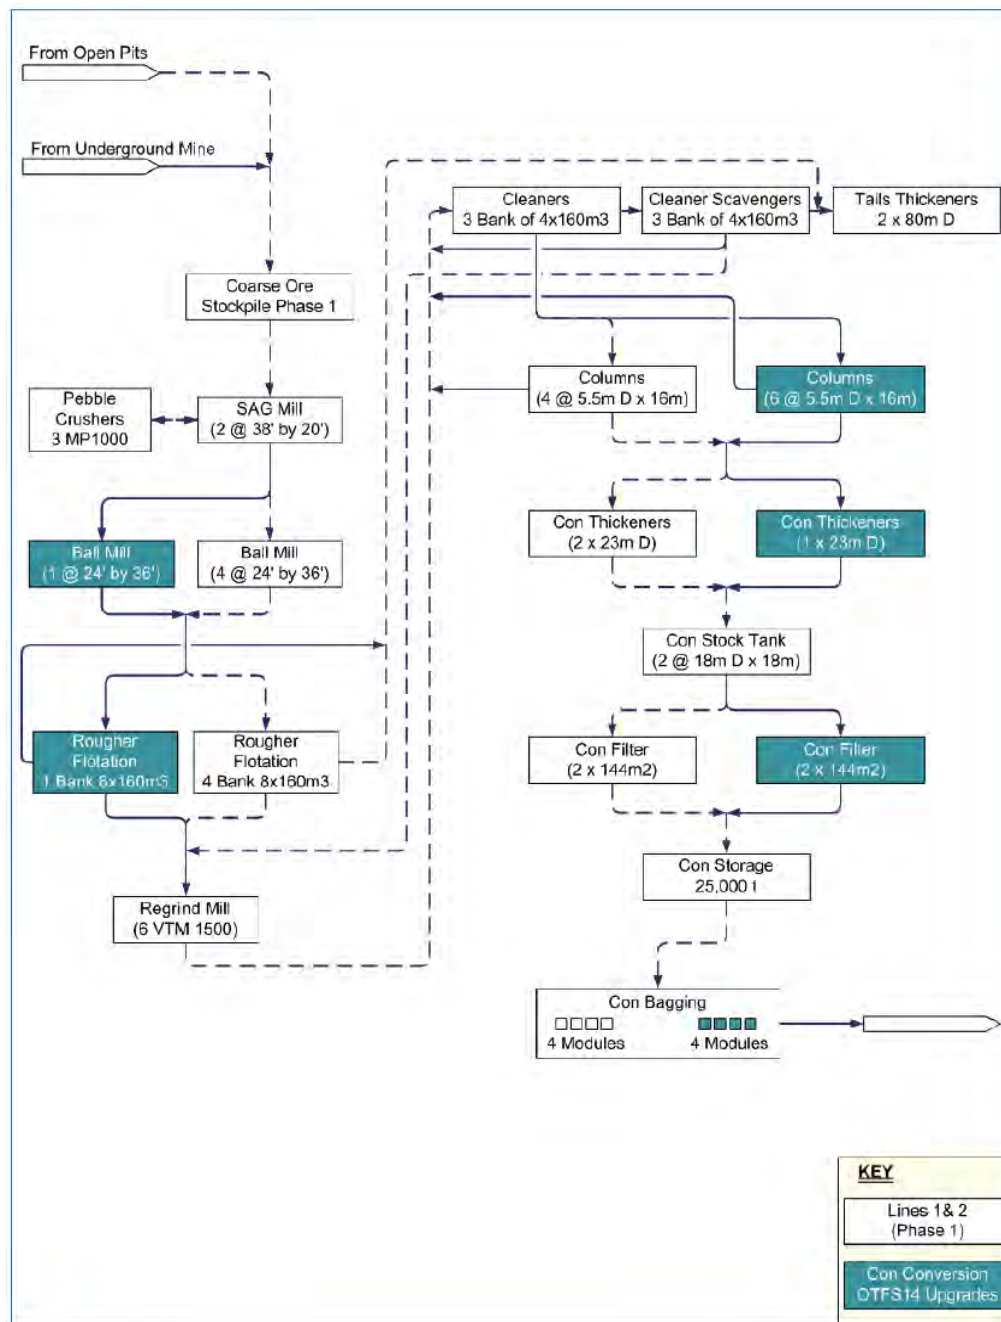 From Open Pits
From Underground Mine
Cleaners
3 Bank of 4x160m3
Cleaner Scavengers
3 Bank of 4x160m3
Tails Thickeners
2 x 80m D
Coarse Ore
Stockpile Phase 1
Columns
(4 @ 5.5m D x 16m)
Columns
(6 @ 5.5m D x 16m)
Pebble
Crushers
3 MP1000
SAG Mill
(2 @ 38' by 20')
Con Thickeners
(2 x 23m D)
Con Thickeners
(1 x 23m D)
Ball Mill
(1 @ 24' by 36')
Ball Mill
(4 @ 24' by 36')
Con Stock Tank
(2 @ 18m D x 18m)
Rougher
Flotation
1 Bank 8x160m3
Rougher
Flotation
4 Bank 8x160m3
Con Filter
(2 x 144m2)
Con Filter
(2 x 144m2)
Con Storage
25,000 t
Regrind Mill
(6 VTM 1500)
Con Bagging
4 Modules
4 Modules
KEY
Lines 1& 2
(Phase 1)
Con Conversion
OTFS14 Upgrades